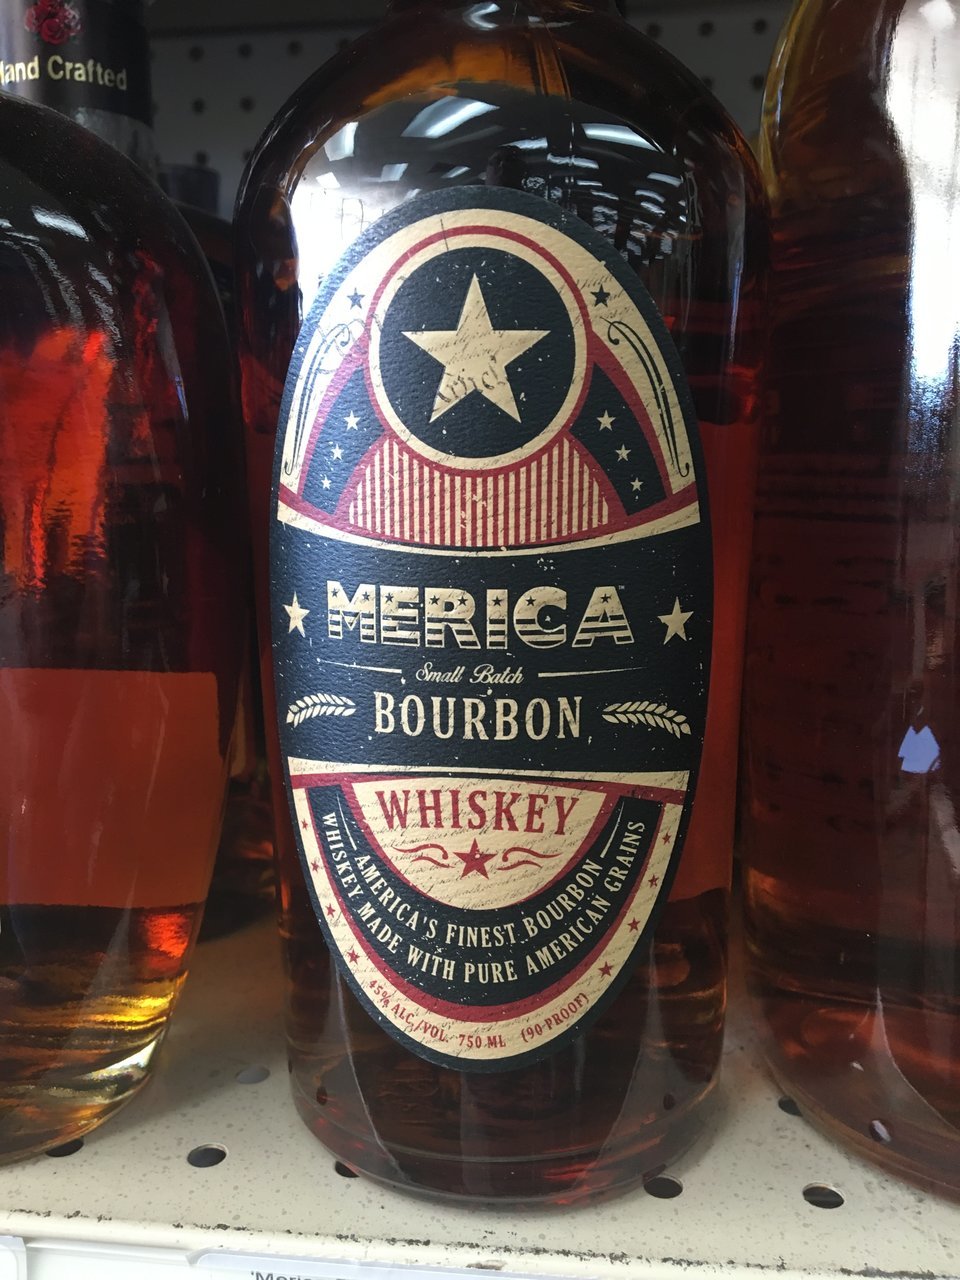 Hand Crafted
MERICA™
Small Batch
BOURBON
WHISKEY
AMERICA'S FINEST BOURBON
WHISKEY MADE WITH PURE AMERICAN GRAINS
45% ALC./VOL. 750 ML (90 PROOF)